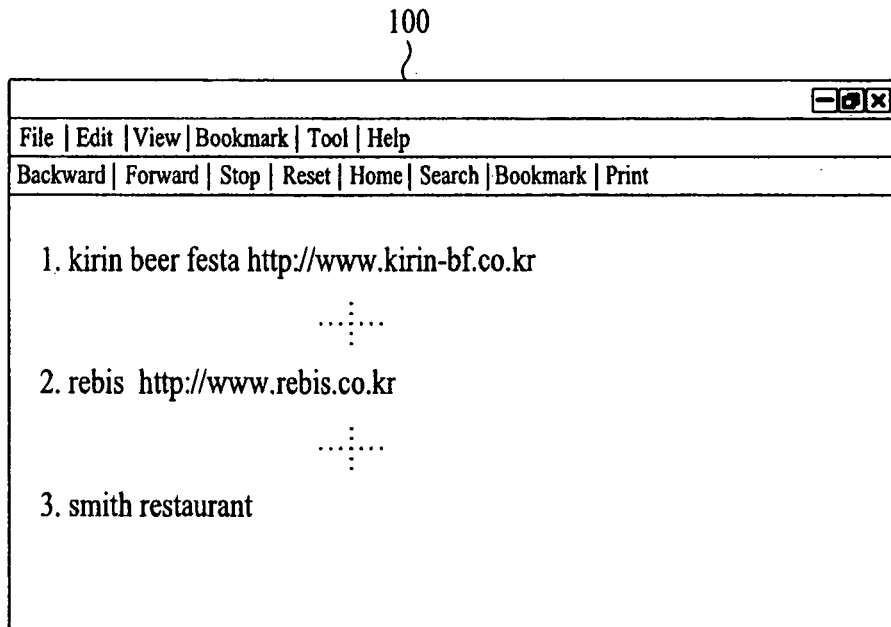 100
File | Edit | View | Bookmark | Tool | Help
Backward | Forward | Stop | Reset | Home | Search | Bookmark | Print
1. kirin beer festa http://www.kirin-bf.co.kr
2. rebis http://www.rebis.co.kr
3. smith restaurant